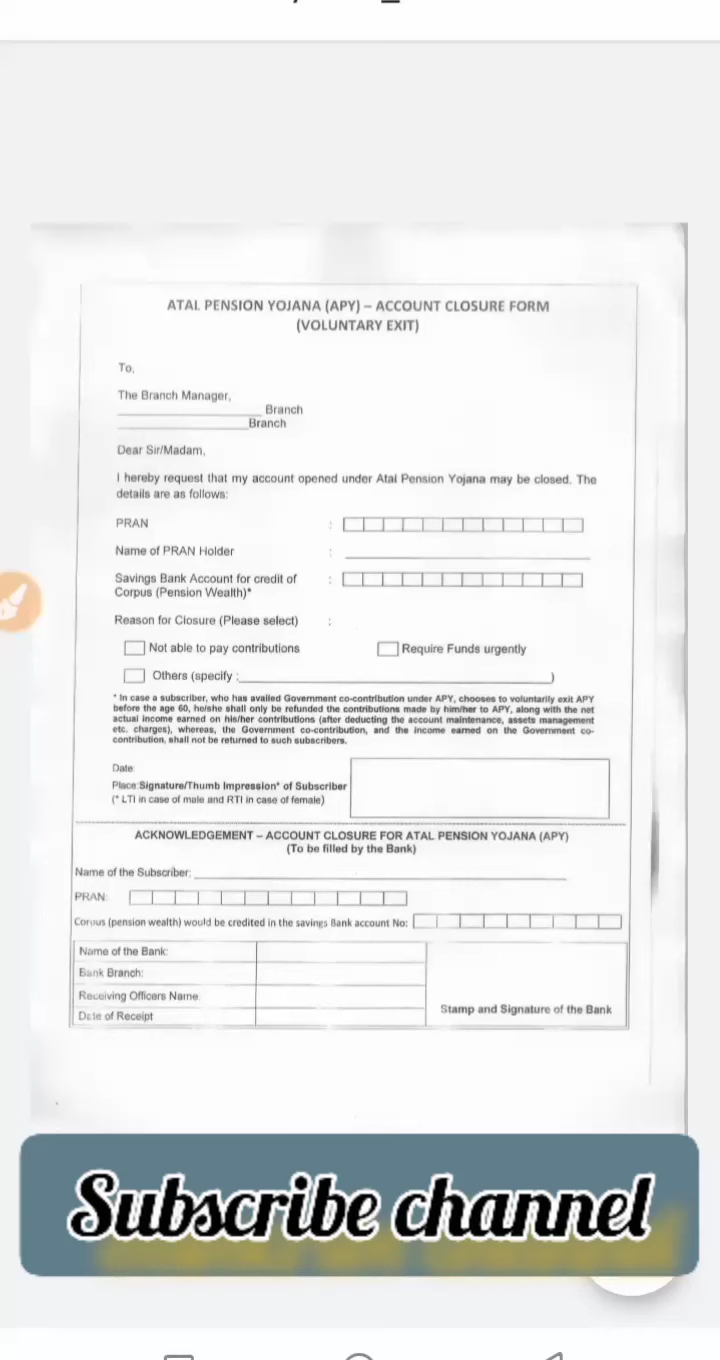 ATAL PENSION YOJANA (APY) – ACCOUNT CLOSURE FORM
(VOLUNTARY EXIT)
To,
The Branch Manager,
____________________ Branch
__________________Branch
Dear Sir/Madam,
I hereby request that my account opened under Atal Pension Yojana may be closed. The
details are as follows:
PRAN :
Name of PRAN Holder : ____________________
Savings Bank Account for credit of :
Corpus (Pension Wealth)*
Reason for Closure (Please select) :
Not able to pay contributions Require Funds urgently
Others (specify :____________________)
* In case a subscriber, who has availed Government co-contribution under APY, chooses to voluntarily exit APY
before the age 60, he/she shall only be refunded the contributions made by him/her to APY, along with the net
actual income earned on his/her contributions (after deducting the account maintenance, assets management
etc. charges), whereas, the Government co-contribution, and the income earned on the Government co-
contribution, shall not be returned to such subscribers.
Date:
Place:Signature/Thumb Impression* of Subscriber
(* LTI in case of male and RTI in case of female)
ACKNOWLEDGEMENT – ACCOUNT CLOSURE FOR ATAL PENSION YOJANA (APY)
(To be filled by the Bank)
Name of the Subscriber: ____________________
PRAN:
Corpus (pension wealth) would be credited in the savings Bank account No:
Name of the Bank:
Bank Branch:
Receiving Officers Name
Date of Receipt
Stamp and Signature of the Bank
Subscribe channel